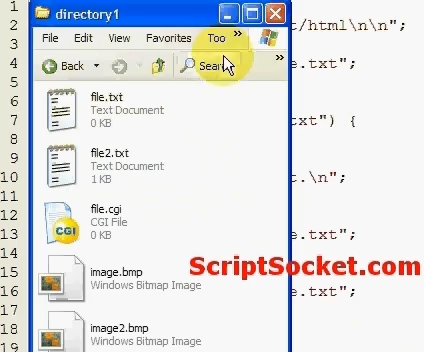 directory1
File Edit View Favorites Too »
Back Sear »
file.txt
Text Document
0 KB
file2.txt
Text Document
1 KB
file.cgi
CGI File
0 KB
CGI
image.bmp
Windows Bitmap Image
image2.bmp
Windows Bitmap Image
1
2 t/html\n\n";
3
4 e.txt";
5
6
7 txt") {
8
9
10 t.\n";
11
12
13 e.txt";
14
ScriptSocket.com
15
16 e.txt";
17
18
19